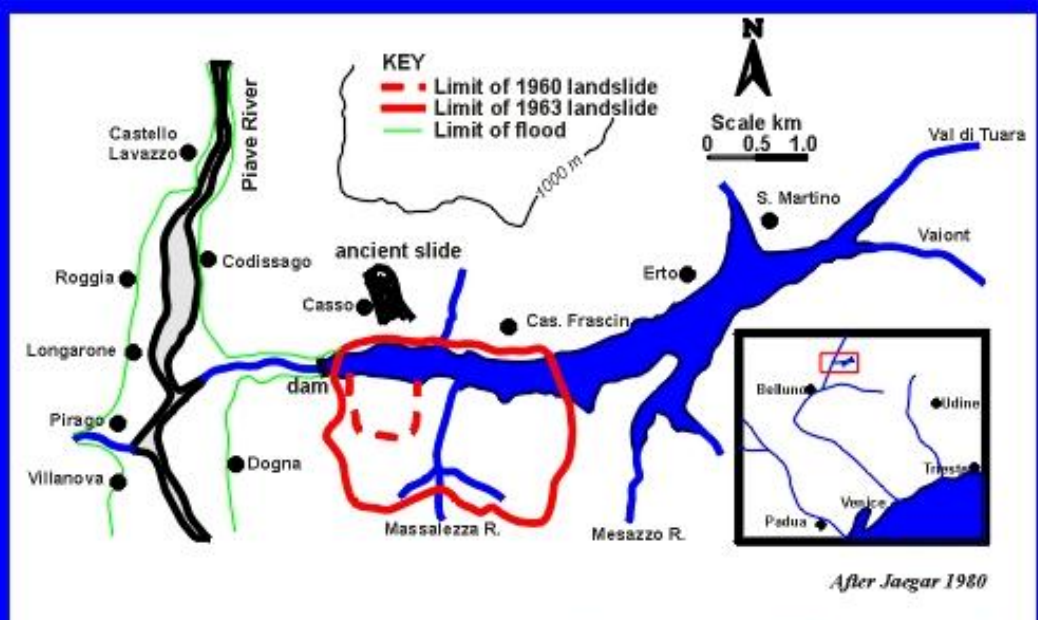 N
KEY
Limit of 1960 landslide
Limit of 1963 landslide
Limit of flood
Piave River
Castello
Lavazzo
1000 m
Scale km
0 0.5 1.0
Val di Tuara
S. Martino
Vaiont
ancient slide
Codissago
Roggia
Erto
Casso
Cas. Frascin
Longarone
dam
Belluno
Udine
Pirago
Dogna
Villanova
Trieste
Venice
Padua
Massalezza R.
Mesazzo R.
After Jaegar 1980